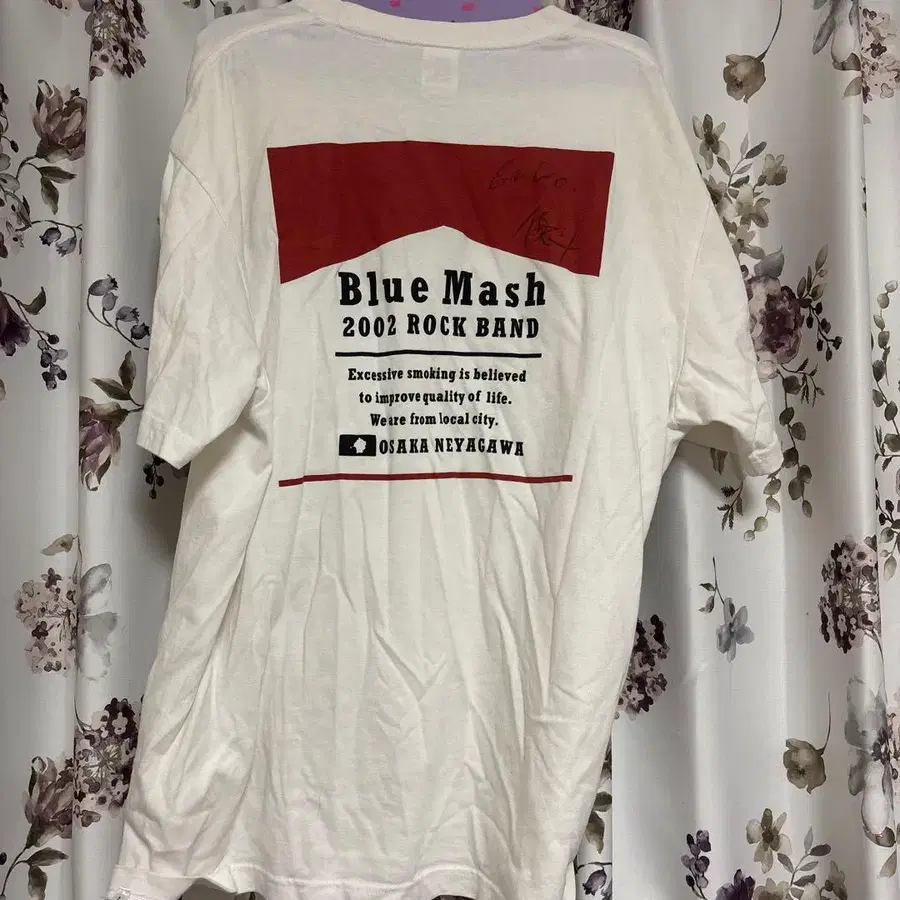 Blue Mash
2002 ROCK BAND
Excessive smoking is believed
to improve quality of life.
We are from local city.
OSAKA NEYAGAWA